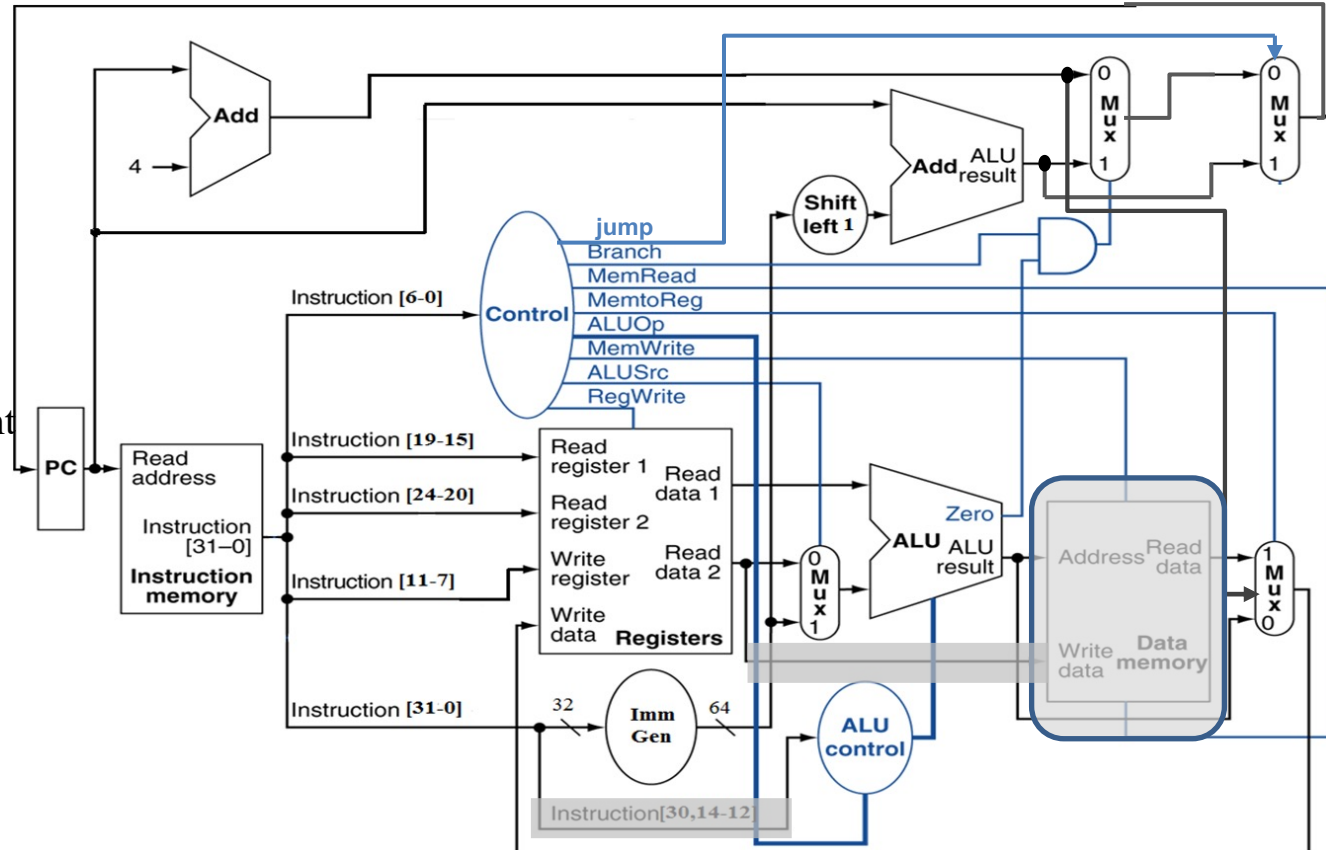 0
M
u
x
1
0
M
u
x
1
Add
4
Add
ALU
result
Shift
left 1
jump
Branch
MemRead
MemtoReg
ALUOp
MemWrite
ALUSrc
RegWrite
Control
Instruction [6-0]
PC
Read
address
Instruction
[31–0]
Instruction
memory
Instruction [19-15]
Instruction [24-20]
Instruction [11-7]
Instruction [31-0]
Read
register 1
Read
register 2
Write
register
Write
data
Read
data 1
Read
data 2
Registers
0
M
u
x
1
Zero
ALU
ALU
result
Address
Read
data
Write
data
Data
memory
1
M
u
x
0
32
Imm
Gen
64
ALU
control
Instruction[30,14-12]